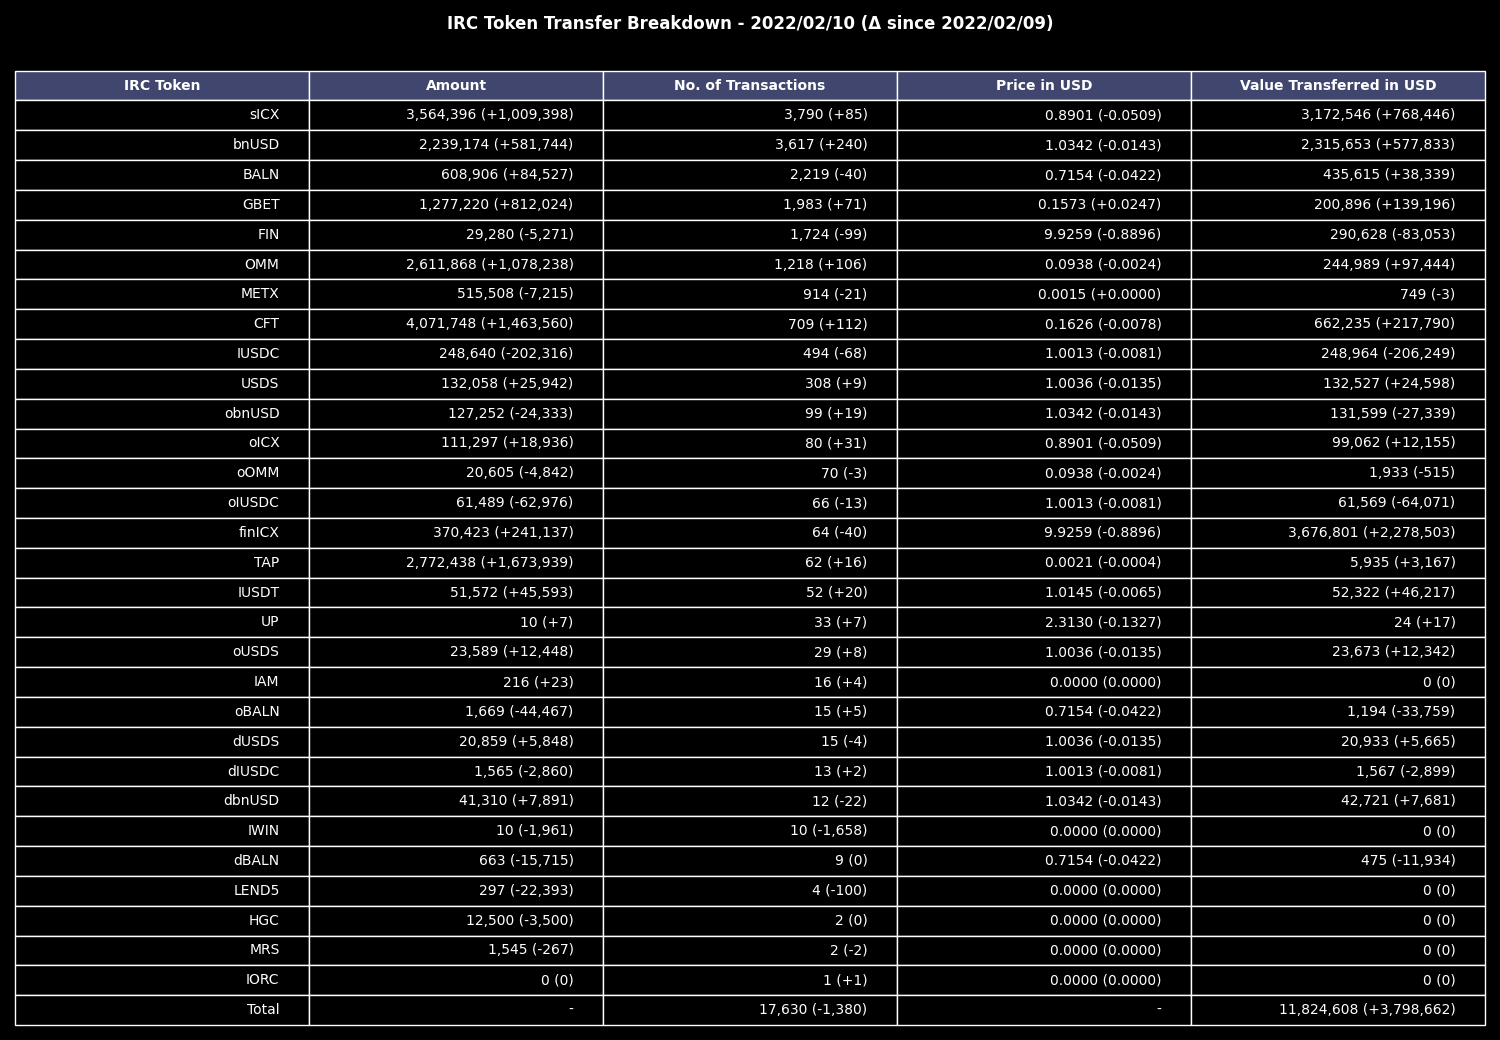 IRC Token Transfer Breakdown - 2022/02/10 (Δ since 2022/02/09)
IRC Token Amount No. of Transactions Price in USD Value Transferred in USD
sICX 3,564,396 (+1,009,398) 3,790 (+85) 0.8901 (-0.0509) 3,172,546 (+768,446)
bnUSD 2,239,174 (+581,744) 3,617 (+240) 1.0342 (-0.0143) 2,315,653 (+577,833)
BALN 608,906 (+84,527) 2,219 (-40) 0.7154 (-0.0422) 435,615 (+38,339)
GBET 1,277,220 (+812,024) 1,983 (+71) 0.1573 (+0.0247) 200,896 (+139,196)
FIN 29,280 (-5,271) 1,724 (-99) 9.9259 (-0.8896) 290,628 (-83,053)
OMM 2,611,868 (+1,078,238) 1,218 (+106) 0.0938 (-0.0024) 244,989 (+97,444)
METX 515,508 (-7,215) 914 (-21) 0.0015 (+0.0000) 749 (-3)
CFT 4,071,748 (+1,463,560) 709 (+112) 0.1626 (-0.0078) 662,235 (+217,790)
IUSDC 248,640 (-202,316) 494 (-68) 1.0013 (-0.0081) 248,964 (-206,249)
USDS 132,058 (+25,942) 308 (+9) 1.0036 (-0.0135) 132,527 (+24,598)
obnUSD 127,252 (-24,333) 99 (+19) 1.0342 (-0.0143) 131,599 (-27,339)
oICX 111,297 (+18,936) 80 (+31) 0.8901 (-0.0509) 99,062 (+12,155)
oOMM 20,605 (-4,842) 70 (-3) 0.0938 (-0.0024) 1,933 (-515)
oIUSDC 61,489 (-62,976) 66 (-13) 1.0013 (-0.0081) 61,569 (-64,071)
finICX 370,423 (+241,137) 64 (-40) 9.9259 (-0.8896) 3,676,801 (+2,278,503)
TAP 2,772,438 (+1,673,939) 62 (+16) 0.0021 (-0.0004) 5,935 (+3,167)
IUSDT 51,572 (+45,593) 52 (+20) 1.0145 (-0.0065) 52,322 (+46,217)
UP 10 (+7) 33 (+7) 2.3130 (-0.1327) 24 (+17)
oUSDS 23,589 (+12,448) 29 (+8) 1.0036 (-0.0135) 23,673 (+12,342)
IAM 216 (+23) 16 (+4) 0.0000 (0.0000) 0 (0)
oBALN 1,669 (-44,467) 15 (+5) 0.7154 (-0.0422) 1,194 (-33,759)
dUSDS 20,859 (+5,848) 15 (-4) 1.0036 (-0.0135) 20,933 (+5,665)
dIUSDC 1,565 (-2,860) 13 (+2) 1.0013 (-0.0081) 1,567 (-2,899)
dbnUSD 41,310 (+7,891) 12 (-22) 1.0342 (-0.0143) 42,721 (+7,681)
IWIN 10 (-1,961) 10 (-1,658) 0.0000 (0.0000) 0 (0)
dBALN 663 (-15,715) 9 (0) 0.7154 (-0.0422) 475 (-11,934)
LEND5 297 (-22,393) 4 (-100) 0.0000 (0.0000) 0 (0)
HGC 12,500 (-3,500) 2 (0) 0.0000 (0.0000) 0 (0)
MRS 1,545 (-267) 2 (-2) 0.0000 (0.0000) 0 (0)
IORC 0 (0) 1 (+1) 0.0000 (0.0000) 0 (0)
Total - 17,630 (-1,380) - 11,824,608 (+3,798,662)